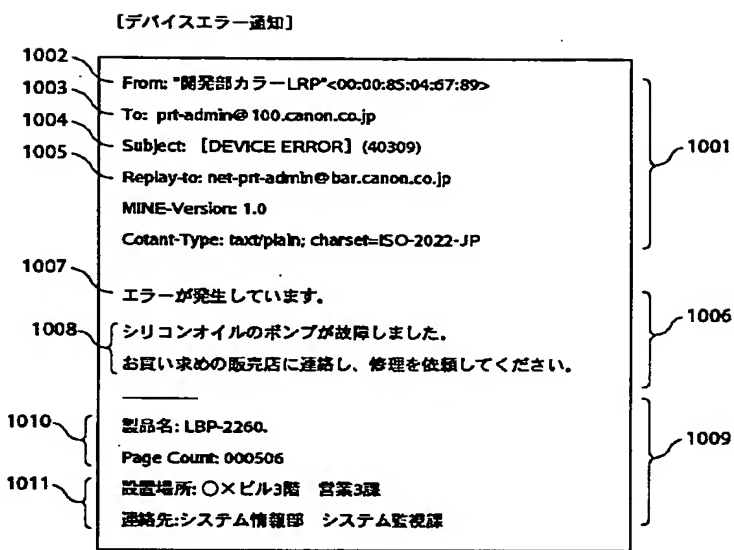 ［デバイスエラー通知］
1002
From: "開発部カラーLRP"<00:00:85:04:67:89>
1003
To: prt-admin@100.canon.co.jp
1004
Subject: ［DEVICE ERROR］(40309)
1001
1005
Replay-to: net-prt-admin@bar.canon.co.jp
MINE-Version: 1.0
Cotant-Type: taxt/plain; charset=ISO-2022-JP
1007
エラーが発生しています。
1006
1008
シリコンオイルのポンプが故障しました。
お買い求めの販売店に連絡し、修理を依頼してください。
1010
製品名: LBP-2260.
1009
Page Count: 000506
1011
設置場所: ○×ビル3階 営業3課
連絡先:システム情報部 システム監視課